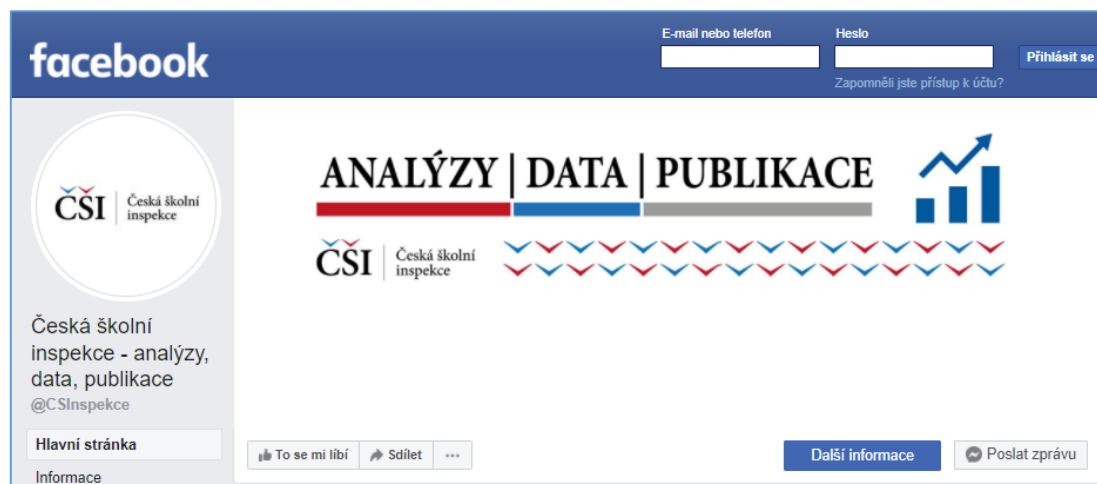 facebook
E-mail nebo telefon
Heslo
Přihlásit se
Zapomněli jste přístup k účtu?
ČŠI | Česká školní
inspekce
ANALÝZY | DATA | PUBLIKACE
ČŠI | Česká školní
inspekce
Česká školní
inspekce - analýzy,
data, publikace
@CSInspekce
Hlavní stránka
Informace
To se mi líbí
Sdílet
...
Další informace
Poslat zprávu